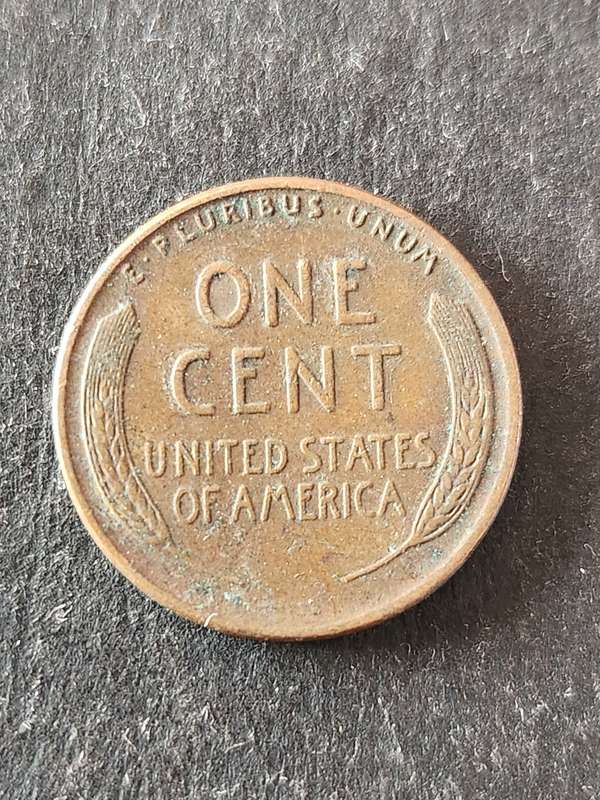 E·PLURIBUS·UNUM
ONE
CENT
UNITED STATES
OF AMERICA